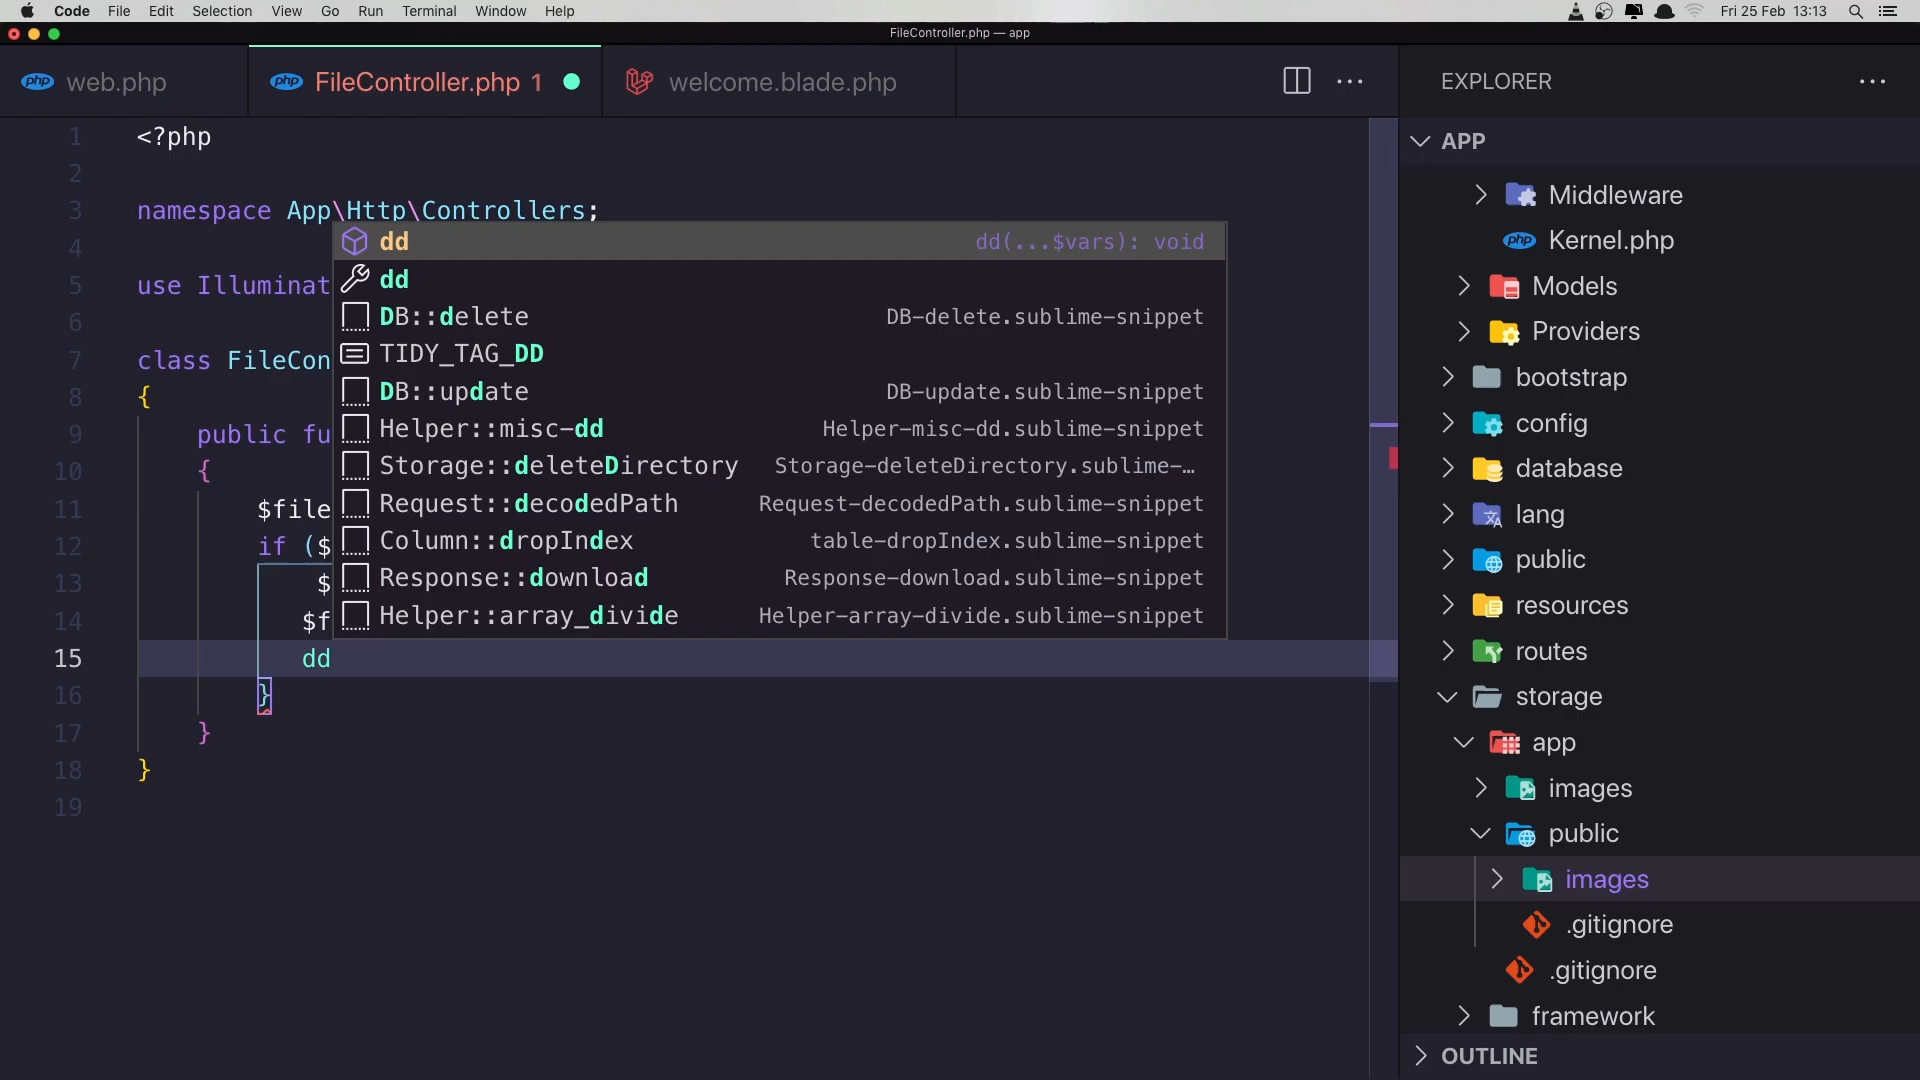 Code File Edit Selection View Go Run Terminal Window Help Fri 25 Feb 13:13
FileController.php — app
php web.php
php FileController.php 1
welcome.blade.php
EXPLORER
APP
1 <?php
2
3 namespace App\Http\Controllers;
4
5 use Illuminat
6
7 class FileCon
8 {
9 public fu
10 {
11 $file
12 if ($
13 $
14 $f
15 dd
16 }
17 }
18 }
19
dd dd(...$vars): void
dd
DB::delete DB-delete.sublime-snippet
TIDY_TAG_DD
DB::update DB-update.sublime-snippet
Helper::misc-dd Helper-misc-dd.sublime-snippet
Storage::deleteDirectory Storage-deleteDirectory.sublime-…
Request::decodedPath Request-decodedPath.sublime-snippet
Column::dropIndex table-dropIndex.sublime-snippet
Response::download Response-download.sublime-snippet
Helper::array_divide Helper-array-divide.sublime-snippet
Middleware
php Kernel.php
Models
Providers
bootstrap
config
database
lang
public
resources
routes
storage
app
images
public
images
.gitignore
.gitignore
framework
OUTLINE